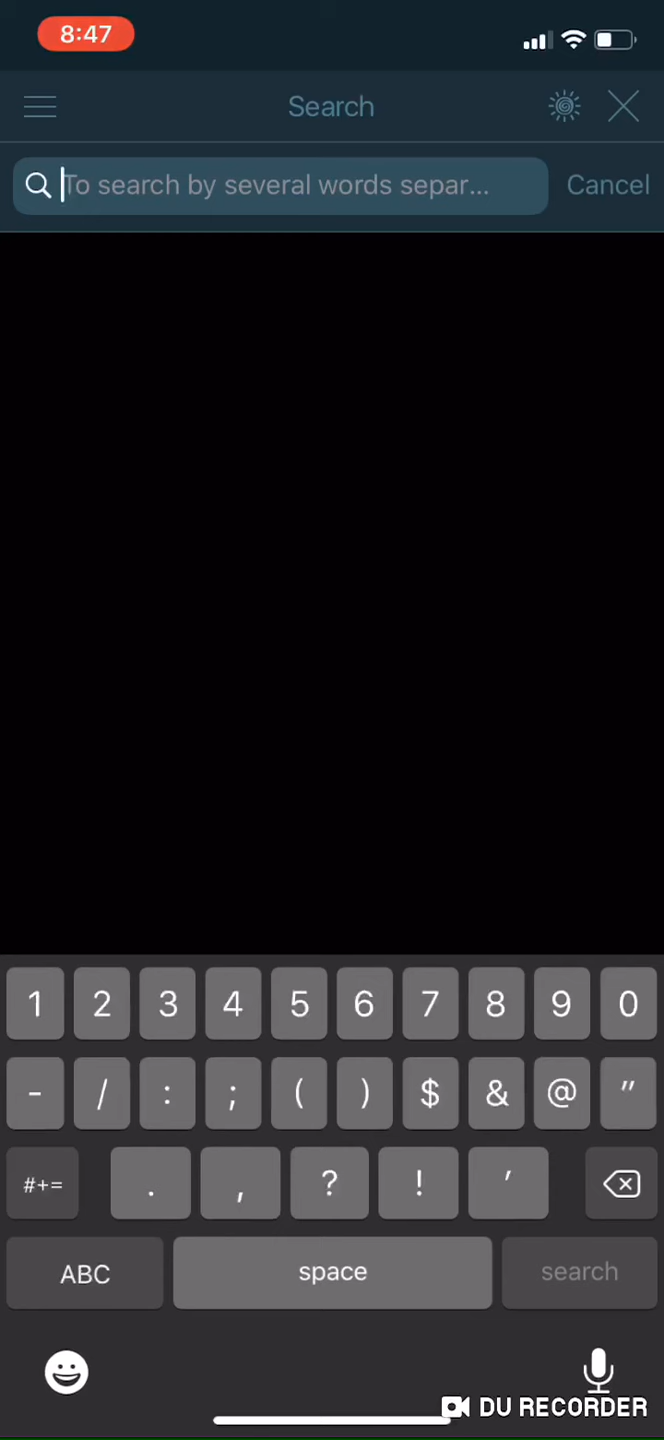 8:47
Search
To search by several words separ...
Cancel
1 2 3 4 5 6 7 8 9 0
- / : ; ( ) $ & @ "
#+= . , ? ! '
ABC space search
DU RECORDER